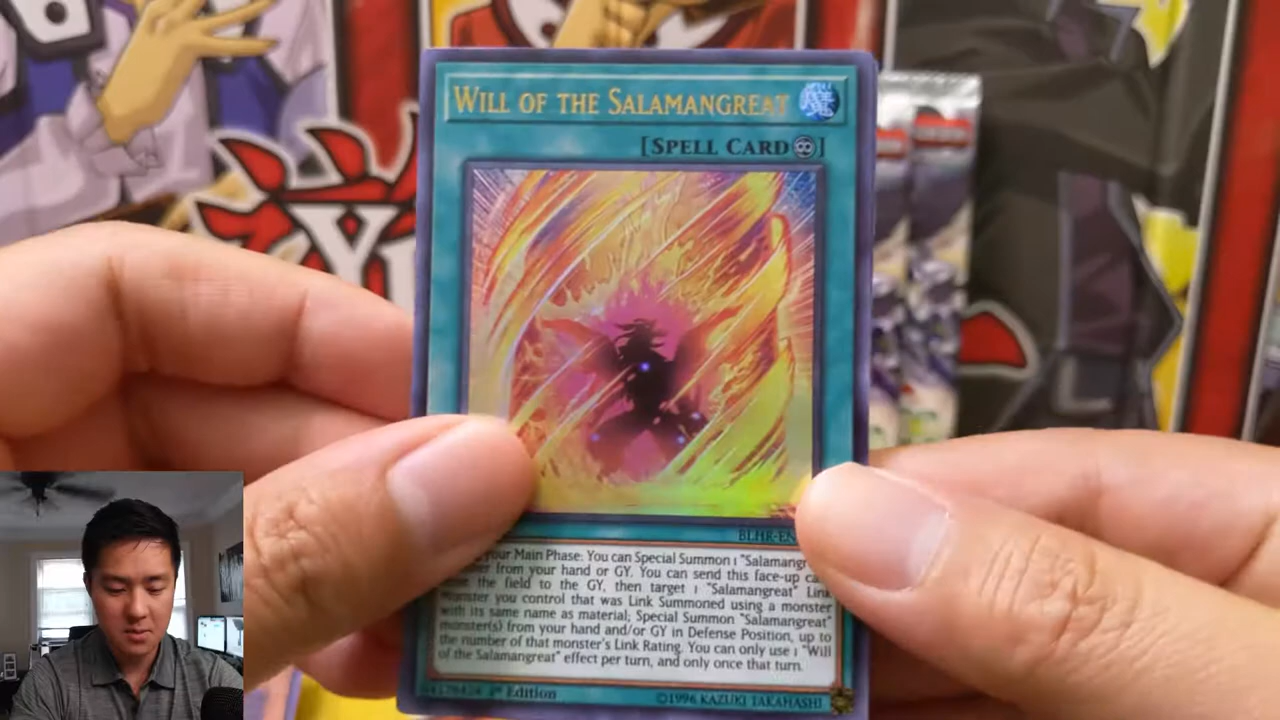 WILL OF THE SALAMANGREAT
[SPELL CARD]
BLHR-EN
your Main Phase: You can Special Summon 1 "Salamangr
from your hand or GY. You can send this face-up
the field to the GY, then target 1 "Salamangreat" Link
Monster you control that was Link Summoned using a monster
with its same name as material; Special Summon "Salamangreat"
monster(s) from your hand and/or GY in Defense Position, up to
the number of that monster's Link Rating. You can only use 1 "Will
of the Salamangreat" effect per turn, and only once that turn.
1st Edition
©1996 KAZUKI TAKAHASHI